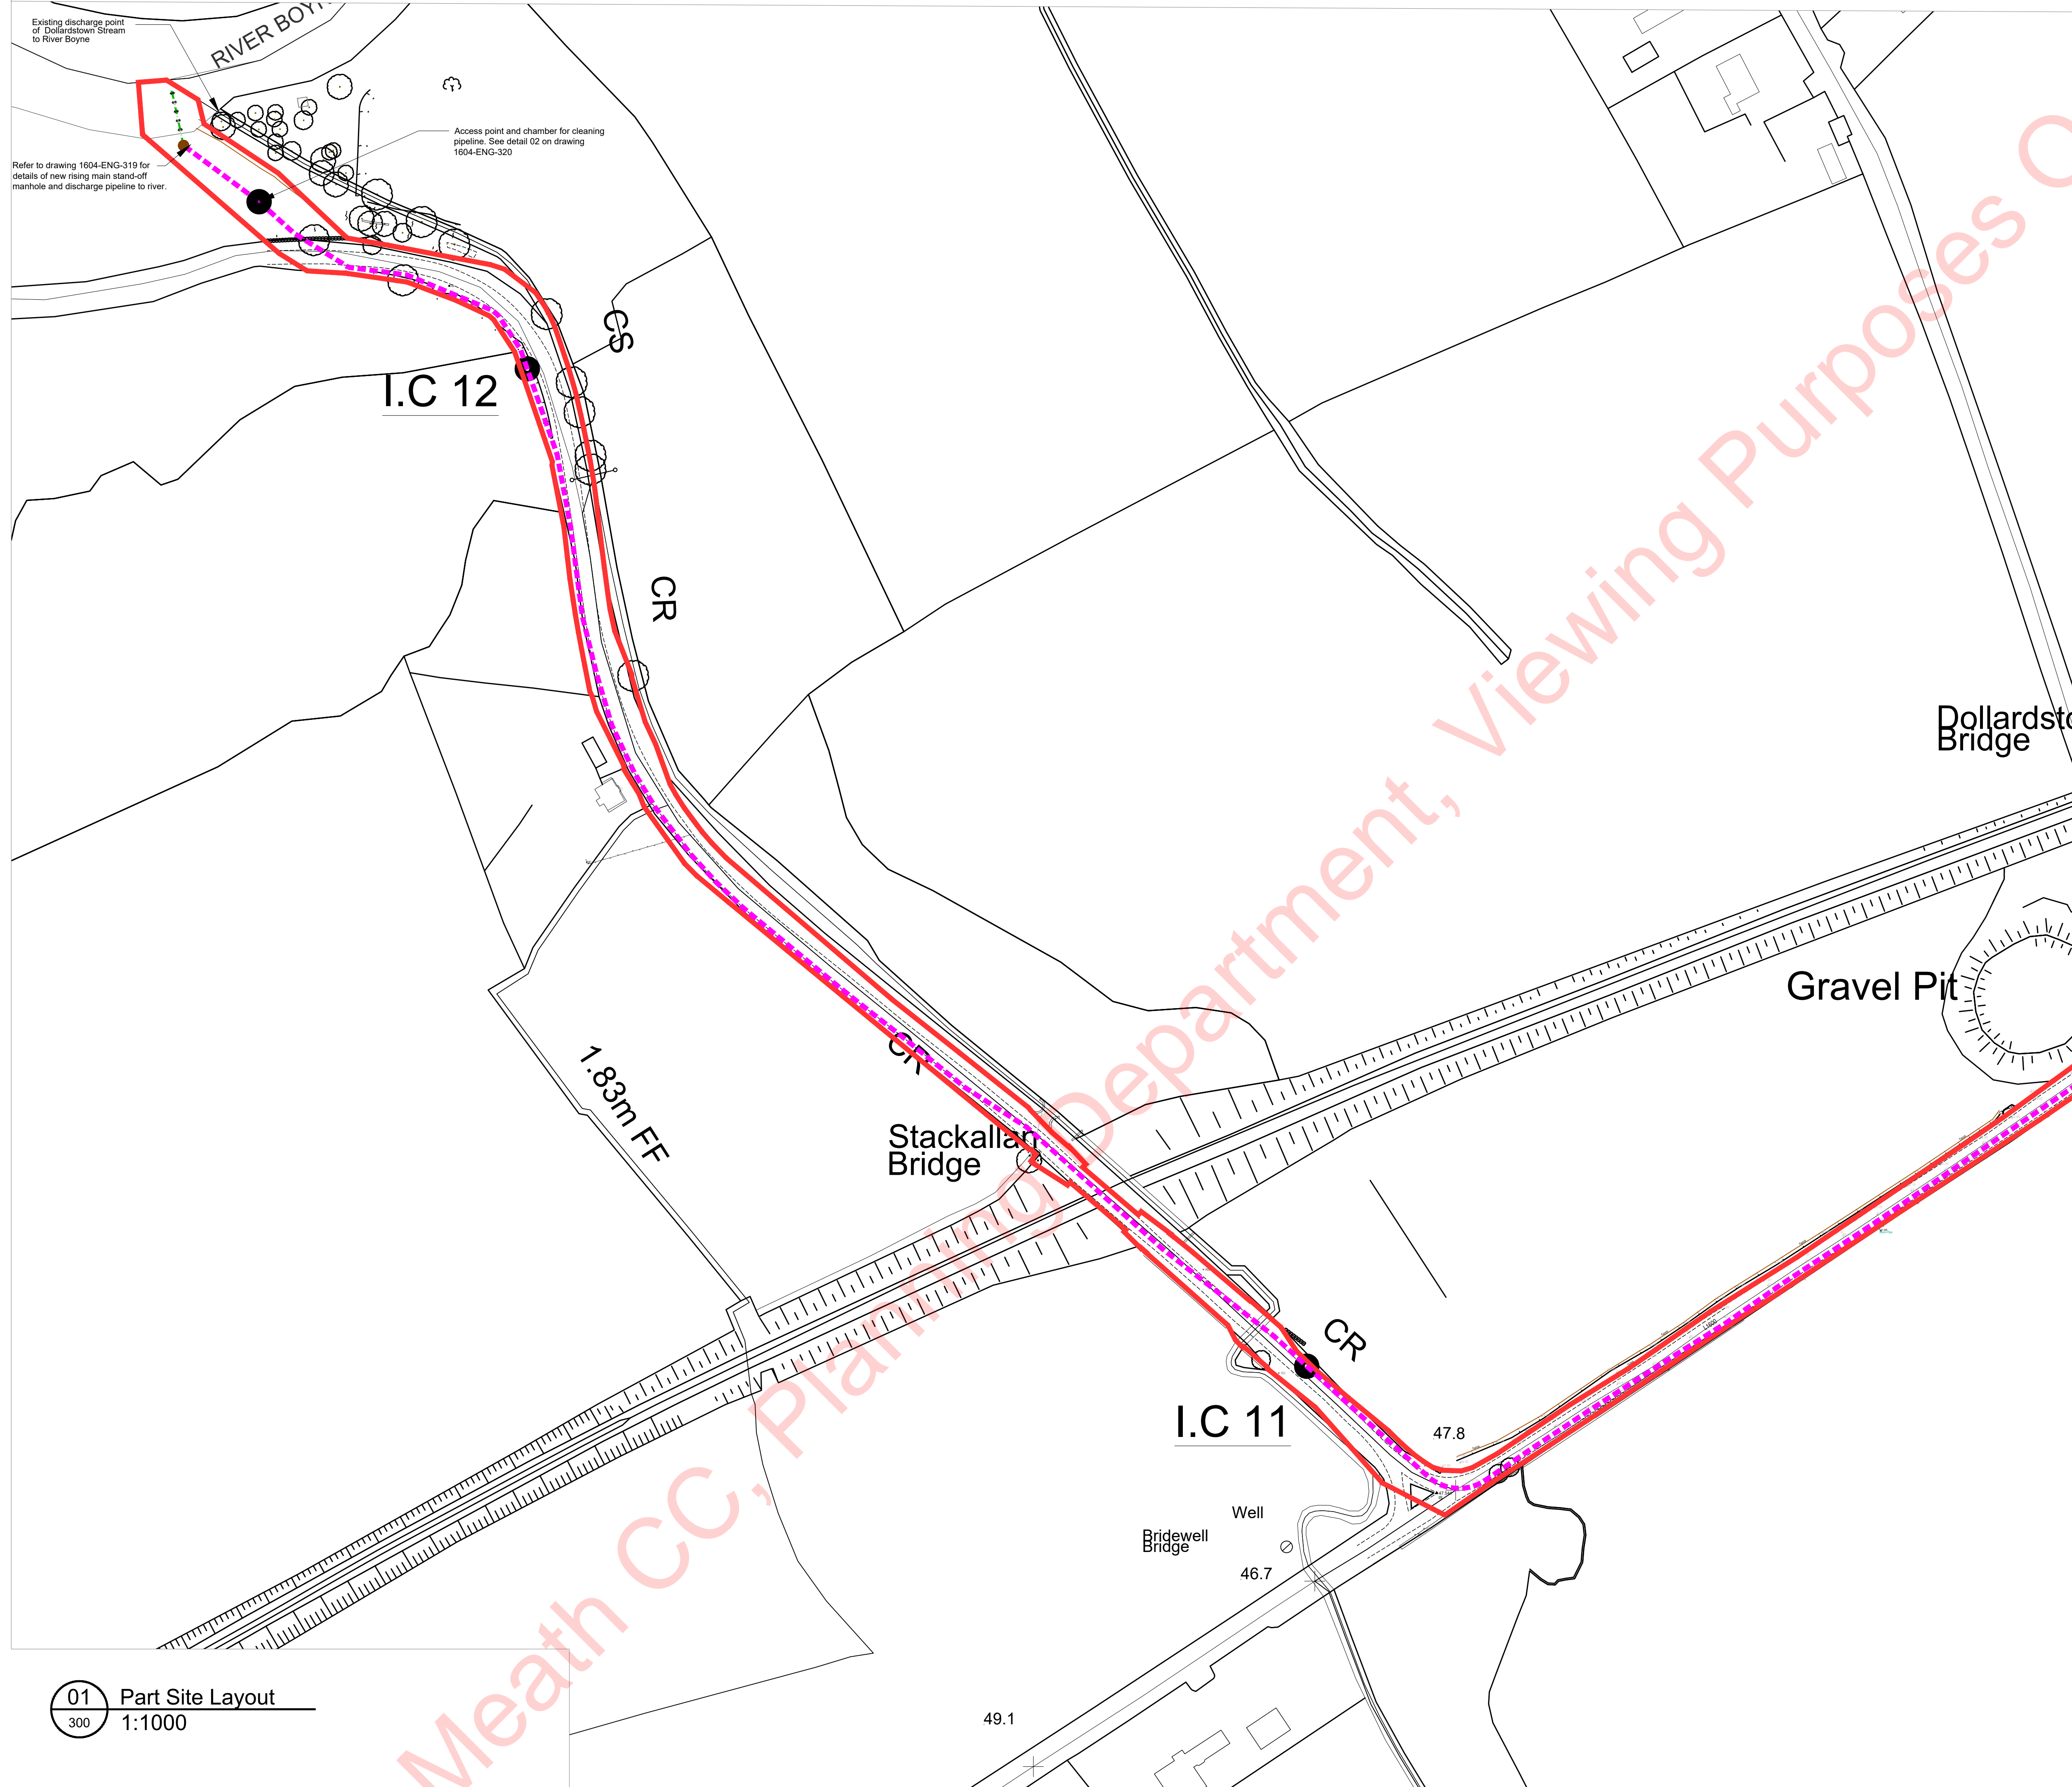 Existing discharge point
of Dollardstown Stream
to River Boyne
RIVER BOYN
Access point and chamber for cleaning
pipeline. See detail 02 on drawing
1604-ENG-320
Refer to drawing 1604-ENG-319 for
details of new rising main stand-off
manhole and discharge pipeline to river.
CS
I.C 12
CR
Dollardsto
Bridge
Gravel Pit
CR
1.83m FF
Stackallan
Bridge
CR
I.C 11
47.8
Well
Bridewell
Bridge
46.7
49.1
01
300
Part Site Layout
1:1000
Meath CC, Planning Department, Viewing Purposes O